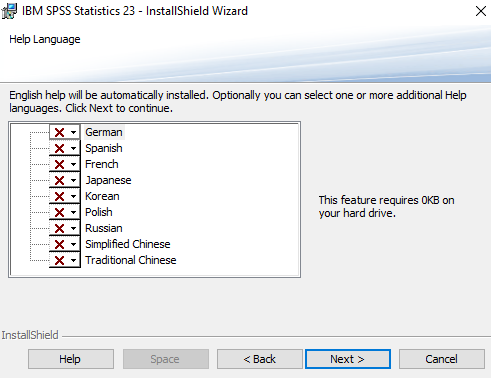 IBM SPSS Statistics 23 - InstallShield Wizard
Help Language
English help will be automatically installed. Optionally you can select one or more additional Help
languages. Click Next to continue.
German
Spanish
French
Japanese
Korean
Polish
Russian
Simplified Chinese
Traditional Chinese
This feature requires 0KB on
your hard drive.
InstallShield
Help
Space
< Back
Next >
Cancel